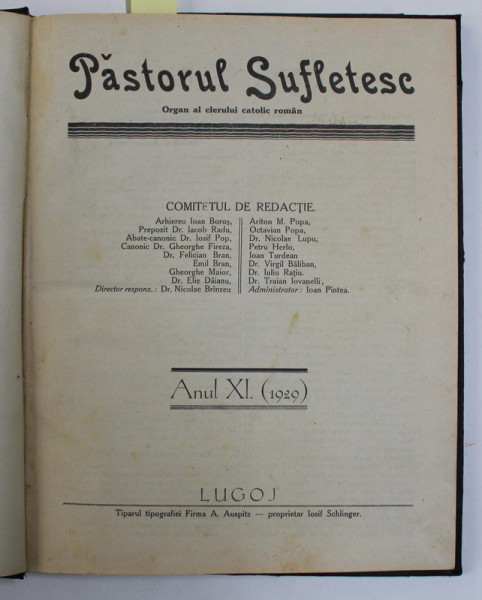 Păstorul Sufletesc
Organ al clerului catolic român
COMITETUL DE REDACȚIE.
Arhiereu Ioan Boroș,
Prepozit Dr. Iacob Radu,
Abate-canonic Dr. Iosif Pop,
Canonic Dr. Gheorghe Fireza,
Dr. Felician Bran,
Emil Bran,
Gheorghe Maior,
Dr. Elie Dăianu,
Director responz.: Dr. Nicolae Brînzeu
Ariton M. Popa,
Octavian Popa,
Dr. Nicolae Lupu,
Petru Herlo,
Ioan Turdean
Dr. Virgil Băliban,
Dr. Iuliu Rațiu.
Dr. Traian Iovanelli,
Administrator: Ioan Pintea.
Anul XI. (1929)
LUGOJ
Tiparul tipografiei Firma A. Auspitz — proprietar Iosif Schlinger.